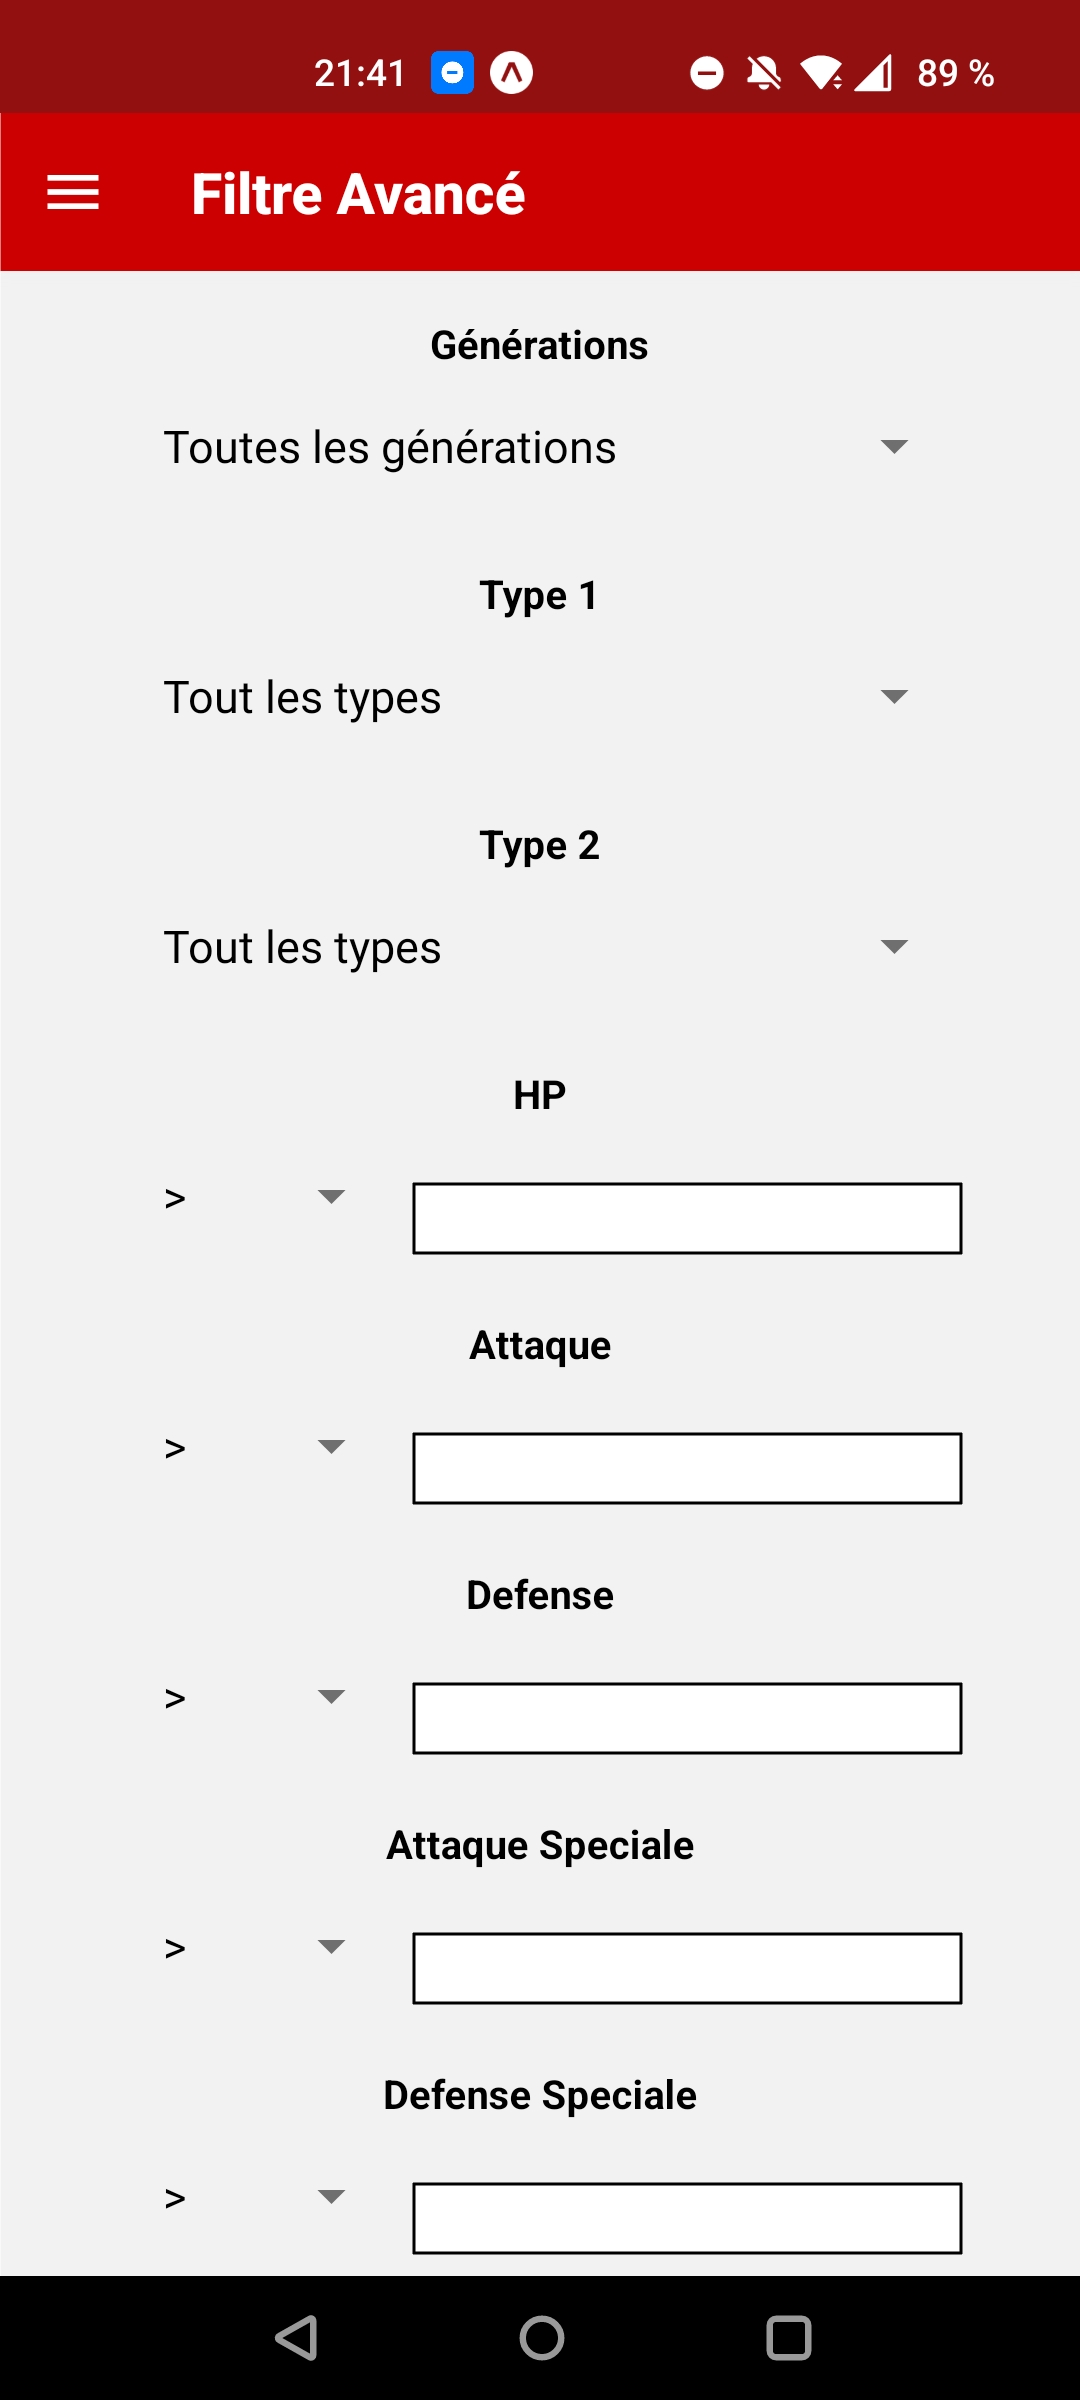 21:41 89 %
Filtre Avancé
Générations
Toutes les générations
Type 1
Tout les types
Type 2
Tout les types
HP
>
Attaque
>
Defense
>
Attaque Speciale
>
Defense Speciale
>